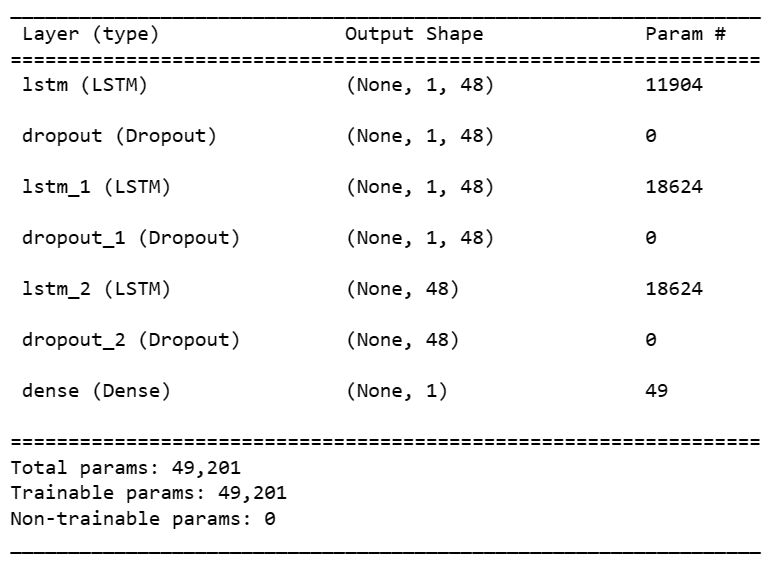 Layer (type) Output Shape Param #
lstm (LSTM) (None, 1, 48) 11904
dropout (Dropout) (None, 1, 48) 0
lstm_1 (LSTM) (None, 1, 48) 18624
dropout_1 (Dropout) (None, 1, 48) 0
lstm_2 (LSTM) (None, 48) 18624
dropout_2 (Dropout) (None, 48) 0
dense (Dense) (None, 1) 49
Total params: 49,201
Trainable params: 49,201
Non-trainable params: 0